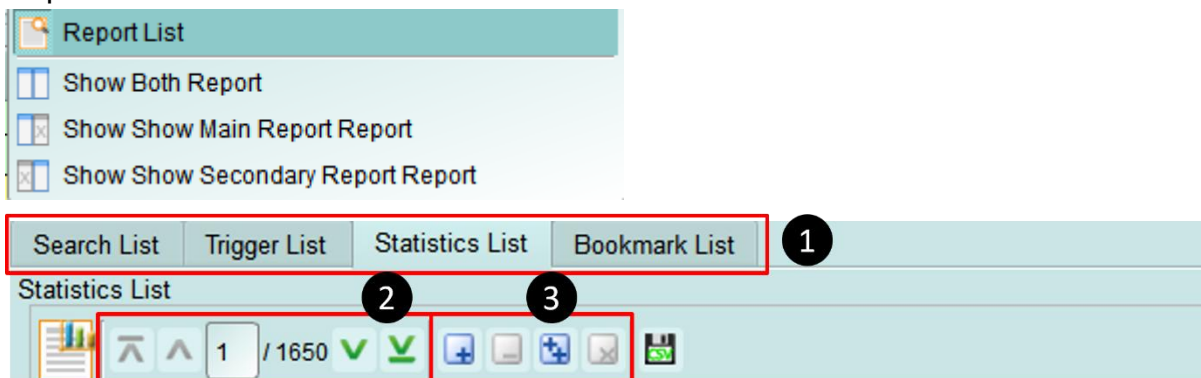 Report List
Show Both Report
Show Show Main Report Report
Show Show Secondary Report Report
Search List Trigger List Statistics List Bookmark List 1
Statistics List 2 3
1 / 1650 CSV